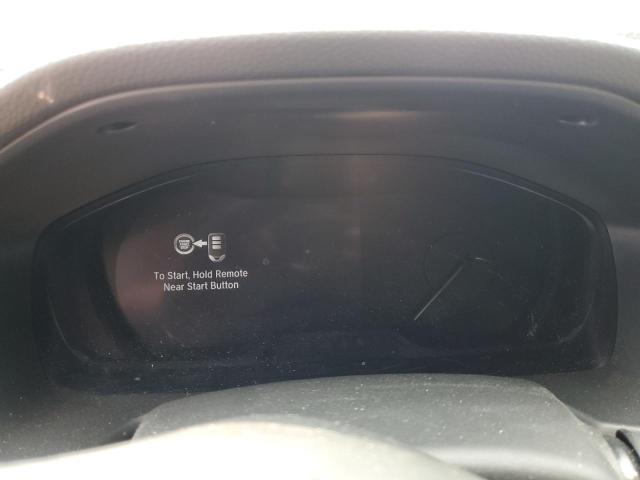 To Start, Hold Remote
Near Start Button